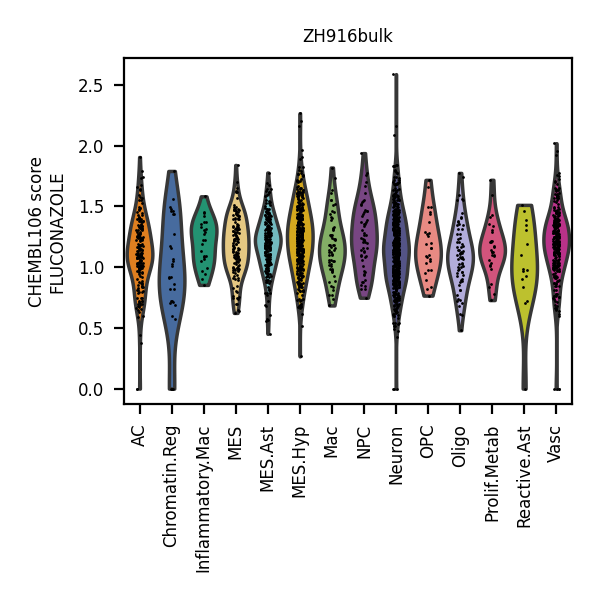 ZH916bulk
CHEMBL106 score
FLUCONAZOLE
2.5
2.0
1.5
1.0
0.5
0.0
AC
Chromatin.Reg
Inflammatory.Mac
MES
MES.Ast
MES.Hyp
Mac
NPC
Neuron
OPC
Oligo
Prolif.Metab
Reactive.Ast
Vasc